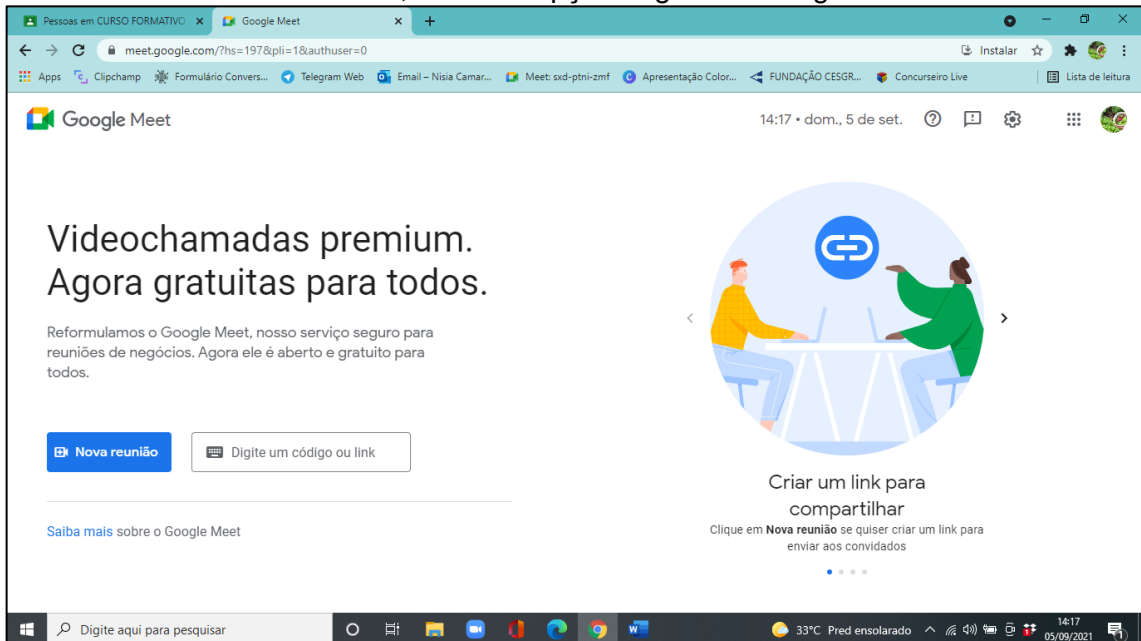 Pessoas em CURSO FORMATIVO
Google Meet
meet.google.com/?hs=197&pli=1&authuser=0
Instalar
Apps
Clipchamp
Formulário Convers...
Telegram Web
Email – Nisia Camar...
Meet: sxd-ptni-zmf
Apresentação Color...
FUNDAÇÃO CESGR...
Concurseiro Live
Lista de leitura
Google Meet
14:17 • dom., 5 de set.
Videochamadas premium.
Agora gratuitas para todos.
Reformulamos o Google Meet, nosso serviço seguro para
reuniões de negócios. Agora ele é aberto e gratuito para
todos.
Nova reunião
Digite um código ou link
Saiba mais sobre o Google Meet
Criar um link para
compartilhar
Clique em Nova reunião se quiser criar um link para
enviar aos convidados
Digite aqui para pesquisar
33°C Pred ensolarado
14:17
05/09/2021